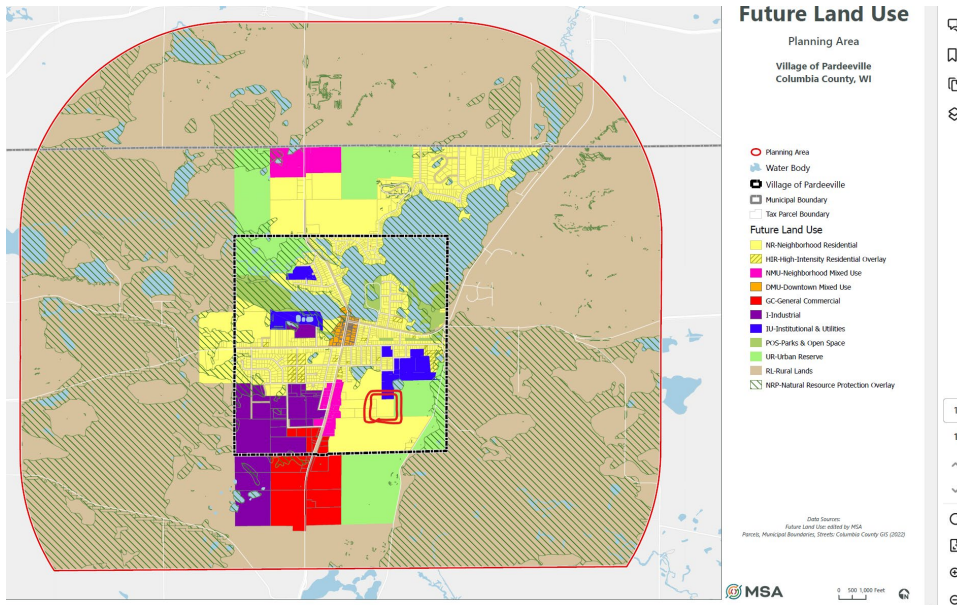 Future Land Use
Planning Area
Village of Pardeeville
Columbia County, WI
Planning Area
Water Body
Village of Pardeeville
Municipal Boundary
Tax Parcel Boundary
Future Land Use
NR-Neighborhood Residential
HIR-High-Intensity Residential Overlay
NMU-Neighborhood Mixed Use
DMU-Downtown Mixed Use
GC-General Commercial
I-Industrial
IU-Institutional & Utilities
POS-Parks & Open Space
UR-Urban Reserve
RL-Rural Lands
NRP-Natural Resource Protection Overlay
Data Sources:
Future Land Use: edited by MSA
Parcels, Municipal Boundaries, Streets: Columbia County GIS (2022)
MSA
0 500 1,000 Feet
N
1
1